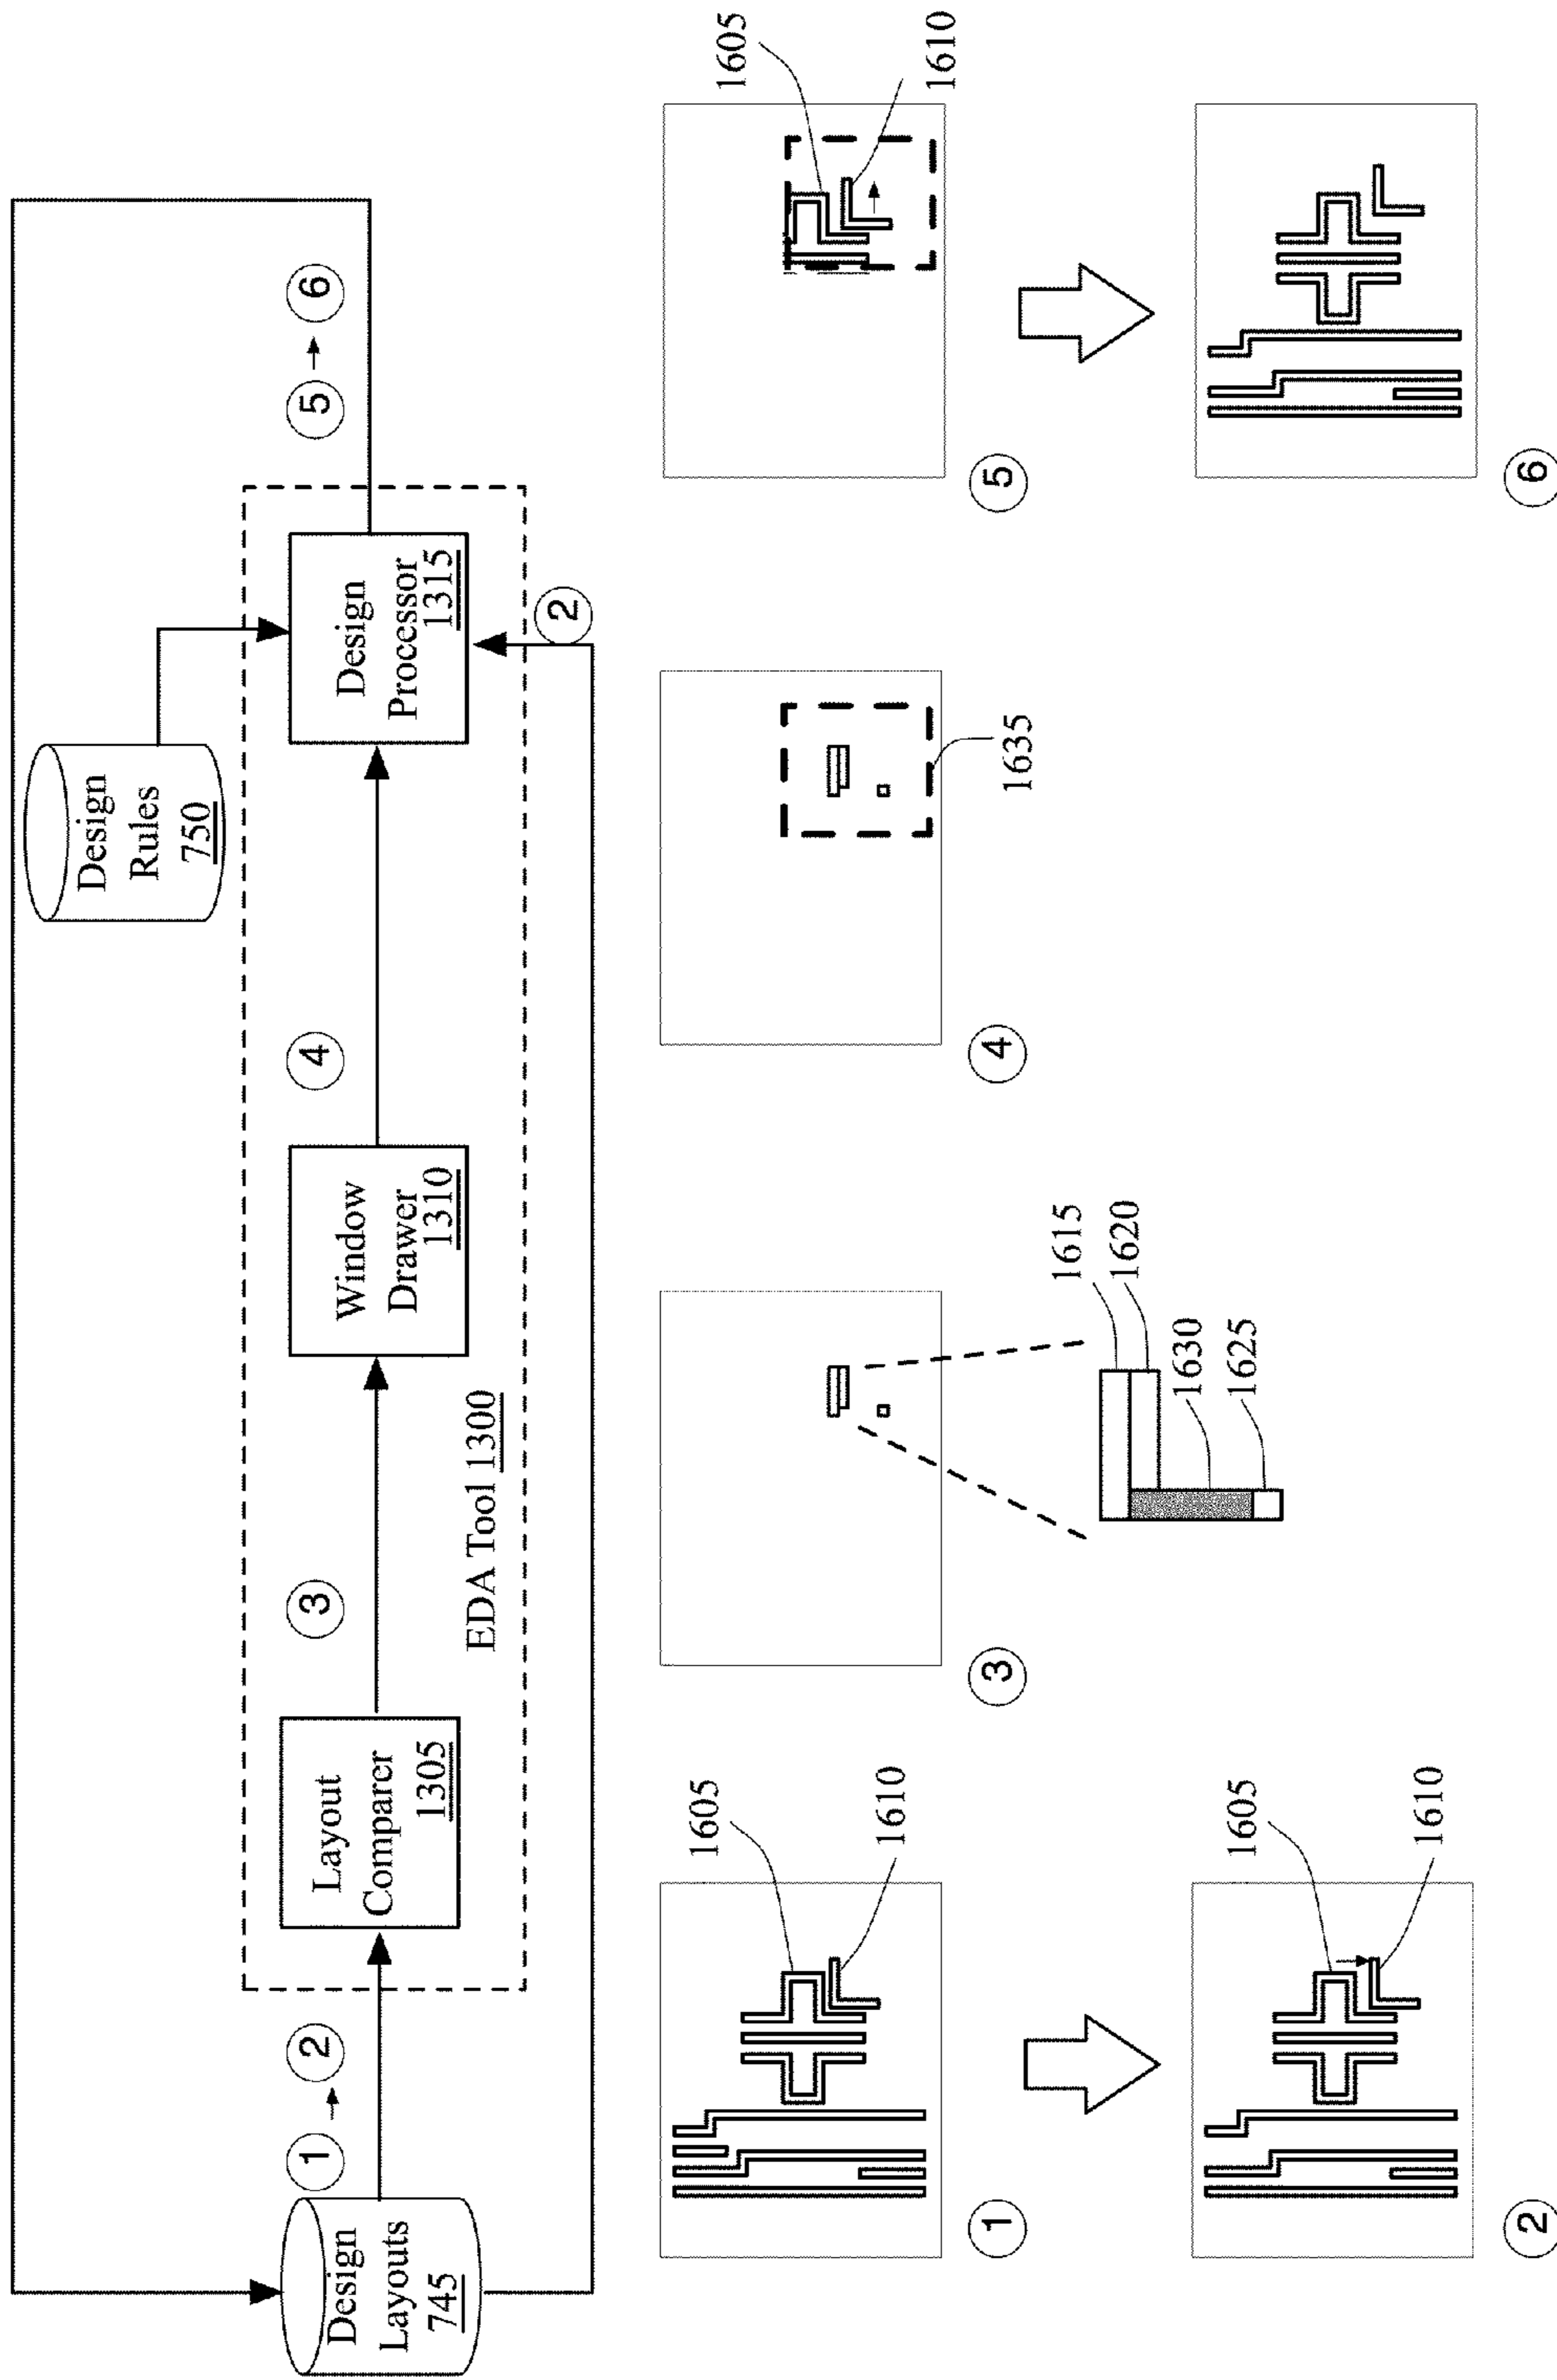 Design
Rules
750
Design
Layouts
745
1 → 2
Layout
Comparer
1305
3
Window
Drawer
1310
4
Design
Processor
1315
5 → 6
EDA Tool 1300
2
1605
1610
1
3
1615
1620
1630
1625
4
1635
5
1605
1610
2
1605
1610
6